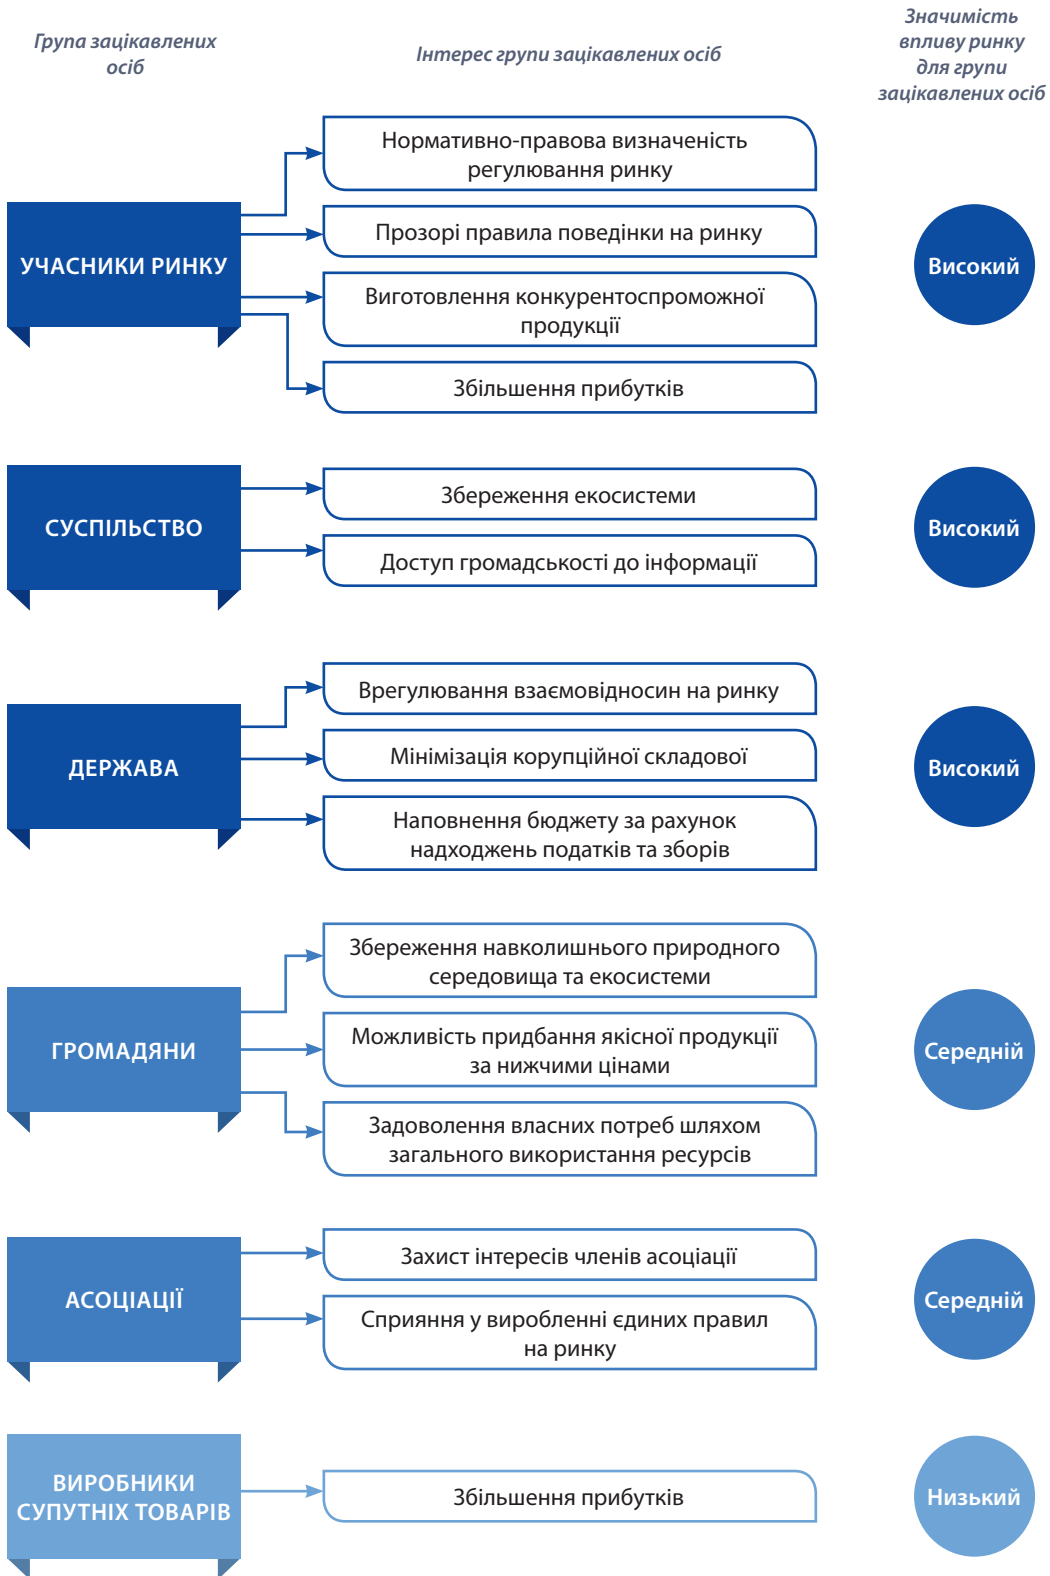 Група зацікавлених
осіб
Інтерес групи зацікавлених осіб
Значимість
впливу ринку
для групи
зацікавлених осіб
УЧАСНИКИ РИНКУ
Нормативно-правова визначеність
регулювання ринку
Прозорі правила поведінки на ринку
Виготовлення конкурентоспроможної
продукції
Збільшення прибутків
Високий
СУСПІЛЬСТВО
Збереження екосистеми
Доступ громадськості до інформації
Високий
ДЕРЖАВА
Врегулювання взаємовідносин на ринку
Мінімізація корупційної складової
Наповнення бюджету за рахунок
надходжень податків та зборів
Високий
ГРОМАДЯНИ
Збереження навколишнього природного
середовища та екосистеми
Можливість придбання якісної продукції
за нижчими цінами
Задоволення власних потреб шляхом
загального використання ресурсів
Середній
АСОЦІАЦІЇ
Захист інтересів членів асоціації
Сприяння у виробленні єдиних правил
на ринку
Середній
ВИРОБНИКИ
СУПУТНІХ ТОВАРІВ
Збільшення прибутків
Низький